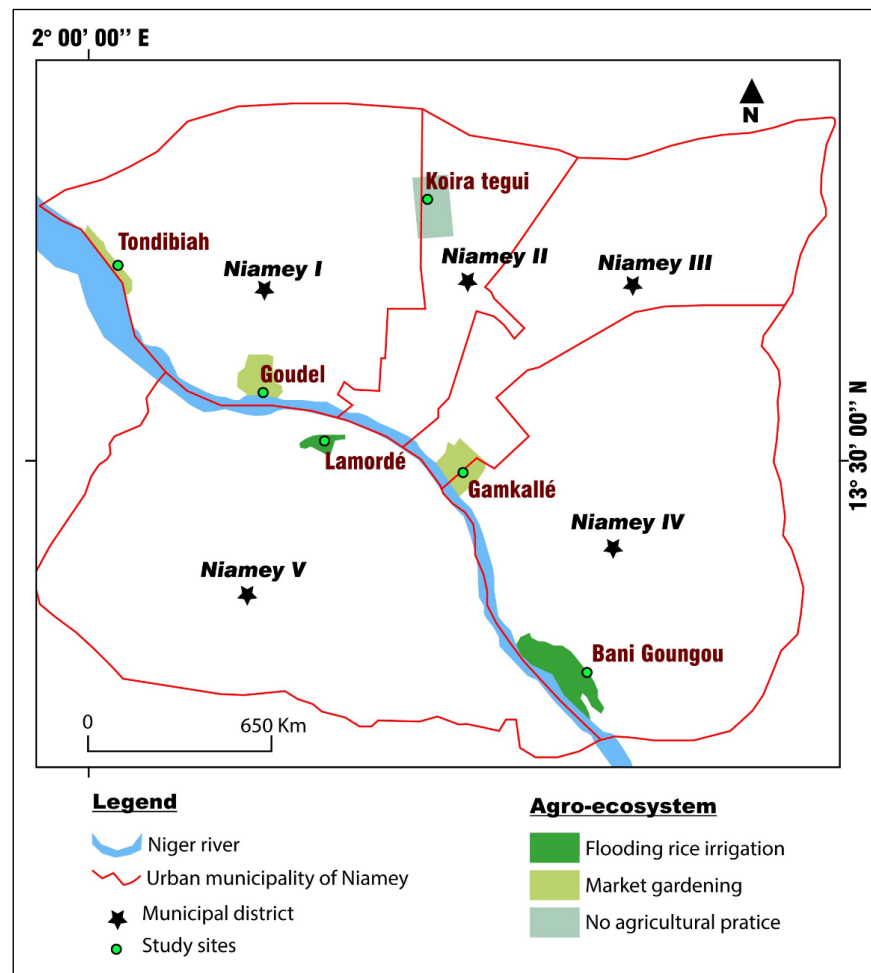 2° 00’ 00’’ E
N
Koira tegui
Tondibiah
Niamey I
Niamey II
Niamey III
Goudel
Lamordé
Gamkallé
13° 30’ 00’’ N
Niamey IV
Niamey V
Bani Goungou
0
650 Km
Legend
Niger river
Urban municipality of Niamey
Municipal district
Study sites
Agro-ecosystem
Flooding rice irrigation
Market gardening
No agricultural pratice